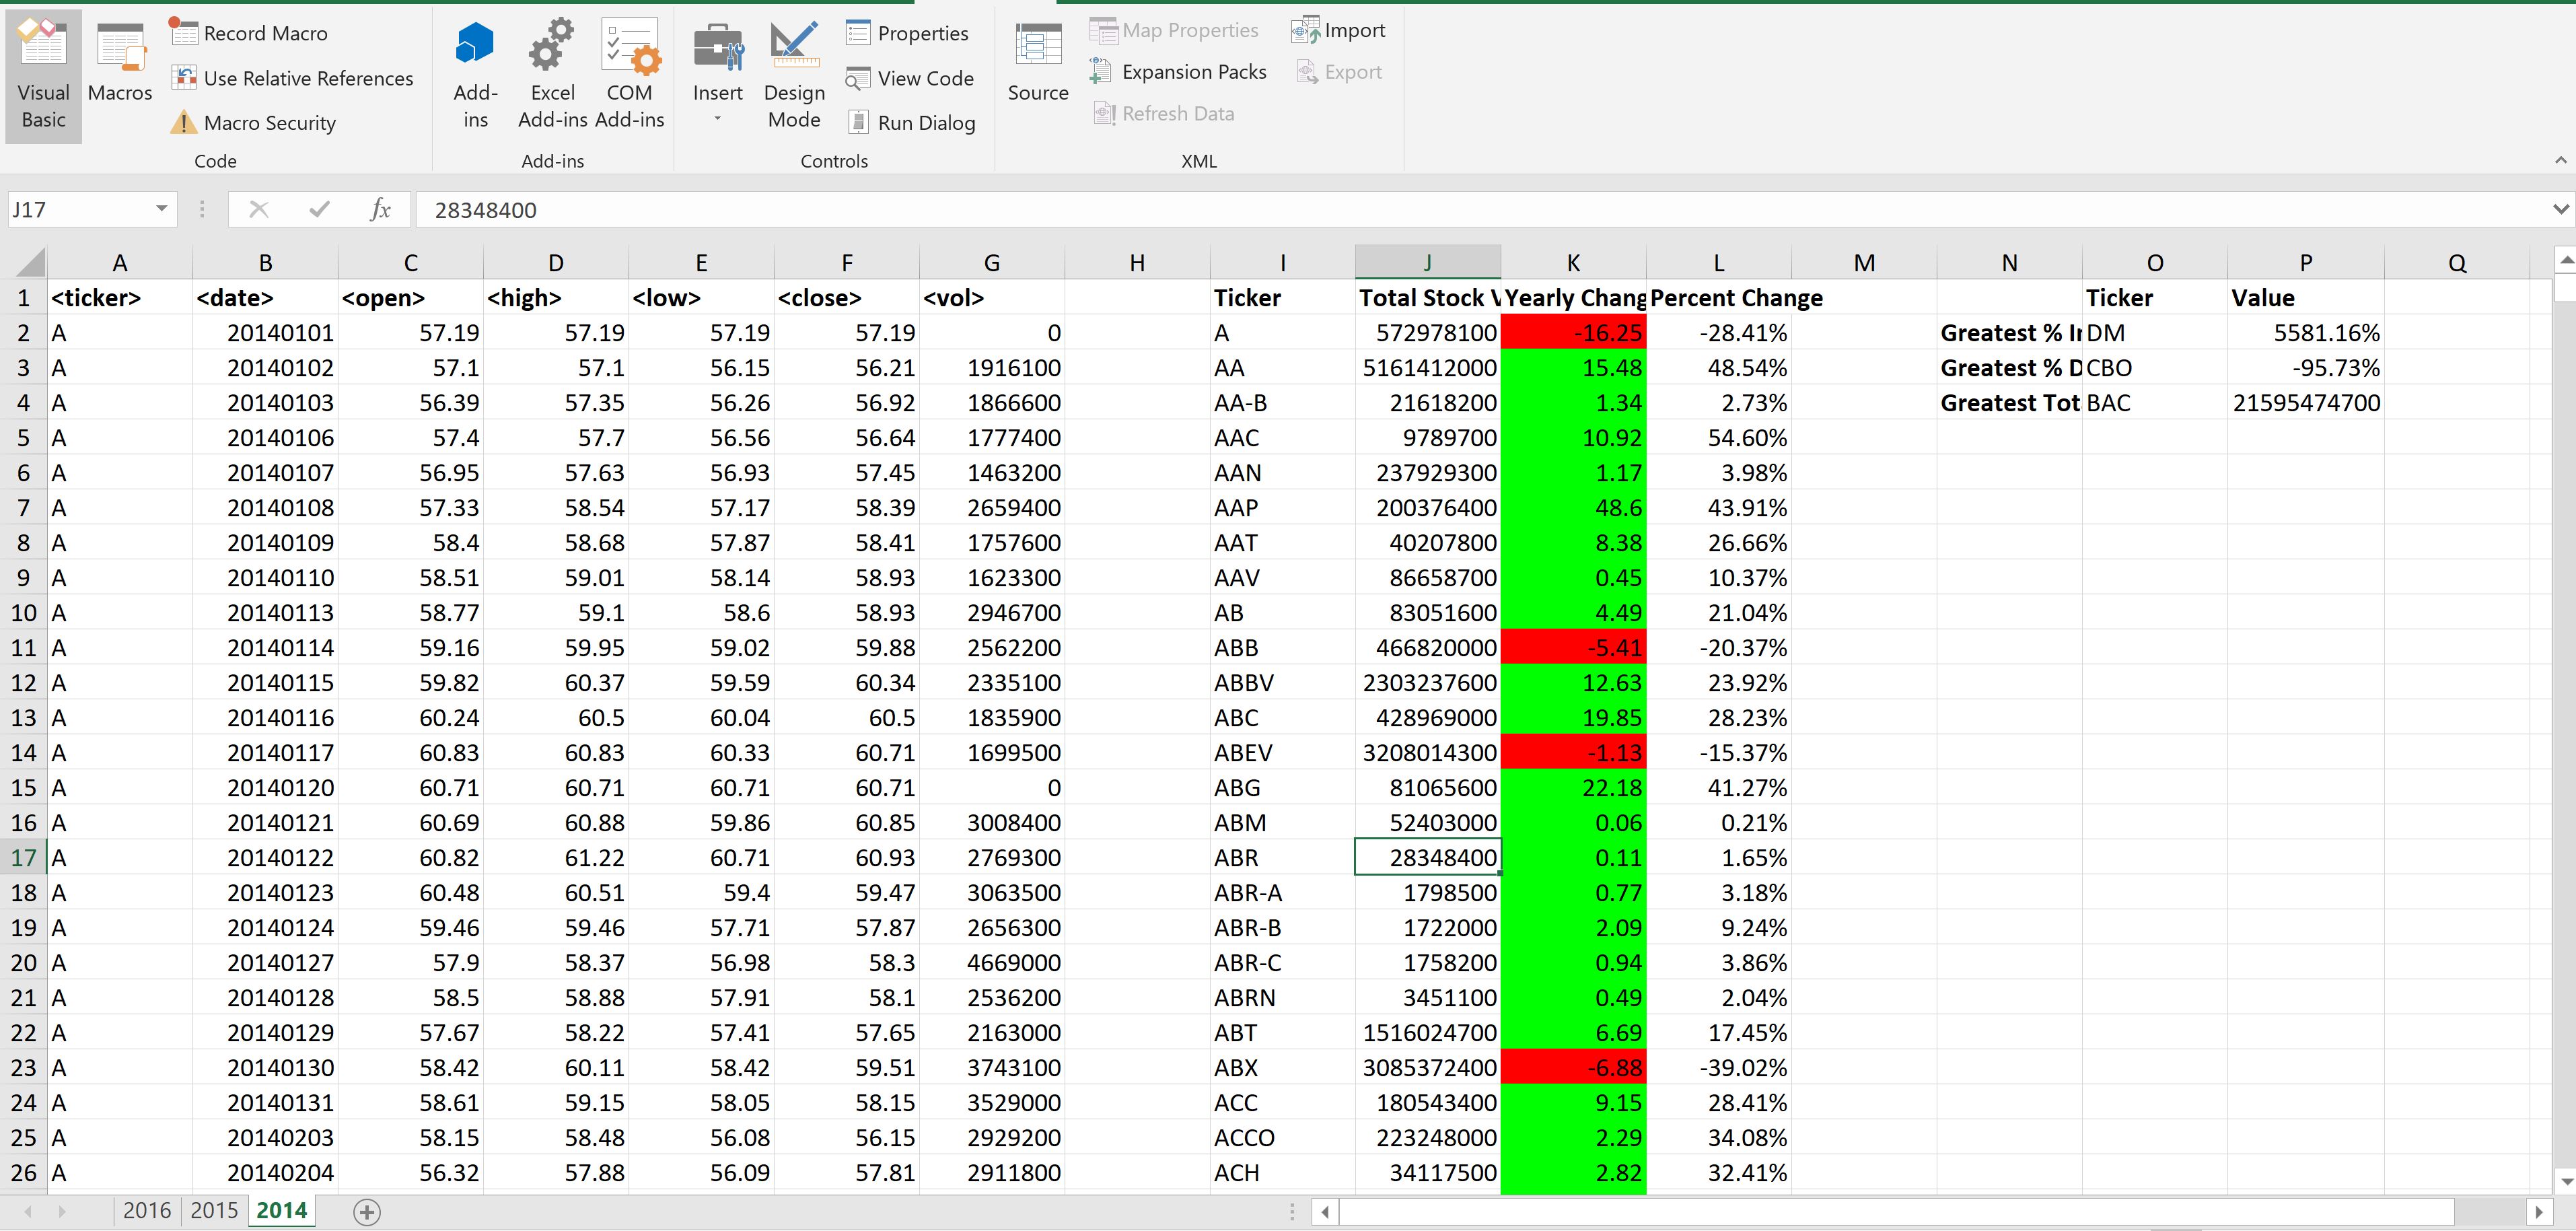 Visual Basic
Macros
Record Macro
Use Relative References
Macro Security
Code
Add-ins
Excel Add-ins
COM Add-ins
Add-ins
Insert
Design Mode
Properties
View Code
Run Dialog
Controls
Source
Map Properties
Expansion Packs
Refresh Data
Import
Export
XML
J17 fx 28348400
A B C D E F G H I J K L M N O P Q
1 <ticker> <date> <open> <high> <low> <close> <vol> Ticker Total Stock V Yearly Chang Percent Change Ticker Value
2 A 20140101 57.19 57.19 57.19 57.19 0 A 572978100 -16.25 -28.41% Greatest % In DM 5581.16%
3 A 20140102 57.1 57.1 56.15 56.21 1916100 AA 5161412000 15.48 48.54% Greatest % D CBO -95.73%
4 A 20140103 56.39 57.35 56.26 56.92 1866600 AA-B 21618200 1.34 2.73% Greatest Tot BAC 21595474700
5 A 20140106 57.4 57.7 56.56 56.64 1777400 AAC 9789700 10.92 54.60%
6 A 20140107 56.95 57.63 56.93 57.45 1463200 AAN 237929300 1.17 3.98%
7 A 20140108 57.33 58.54 57.17 58.39 2659400 AAP 200376400 48.6 43.91%
8 A 20140109 58.4 58.68 57.87 58.41 1757600 AAT 40207800 8.38 26.66%
9 A 20140110 58.51 59.01 58.14 58.93 1623300 AAV 86658700 0.45 10.37%
10 A 20140113 58.77 59.1 58.6 58.93 2946700 AB 83051600 4.49 21.04%
11 A 20140114 59.16 59.95 59.02 59.88 2562200 ABB 466820000 -5.41 -20.37%
12 A 20140115 59.82 60.37 59.59 60.34 2335100 ABBV 2303237600 12.63 23.92%
13 A 20140116 60.24 60.5 60.04 60.5 1835900 ABC 428969000 19.85 28.23%
14 A 20140117 60.83 60.83 60.33 60.71 1699500 ABEV 3208014300 -1.13 -15.37%
15 A 20140120 60.71 60.71 60.71 60.71 0 ABG 81065600 22.18 41.27%
16 A 20140121 60.69 60.88 59.86 60.85 3008400 ABM 52403000 0.06 0.21%
17 A 20140122 60.82 61.22 60.71 60.93 2769300 ABR 28348400 0.11 1.65%
18 A 20140123 60.48 60.51 59.4 59.47 3063500 ABR-A 1798500 0.77 3.18%
19 A 20140124 59.46 59.46 57.71 57.87 2656300 ABR-B 1722000 2.09 9.24%
20 A 20140127 57.9 58.37 56.98 58.3 4669000 ABR-C 1758200 0.94 3.86%
21 A 20140128 58.5 58.88 57.91 58.1 2536200 ABRN 3451100 0.49 2.04%
22 A 20140129 57.67 58.22 57.41 57.65 2163000 ABT 1516024700 6.69 17.45%
23 A 20140130 58.42 60.11 58.42 59.51 3743100 ABX 3085372400 -6.88 -39.02%
24 A 20140131 58.61 59.15 58.05 58.15 3529000 ACC 180543400 9.15 28.41%
25 A 20140203 58.15 58.48 56.08 56.15 2929200 ACCO 223248000 2.29 34.08%
26 A 20140204 56.32 57.88 56.09 57.81 2911800 ACH 34117500 2.82 32.41%
2016 2015 2014